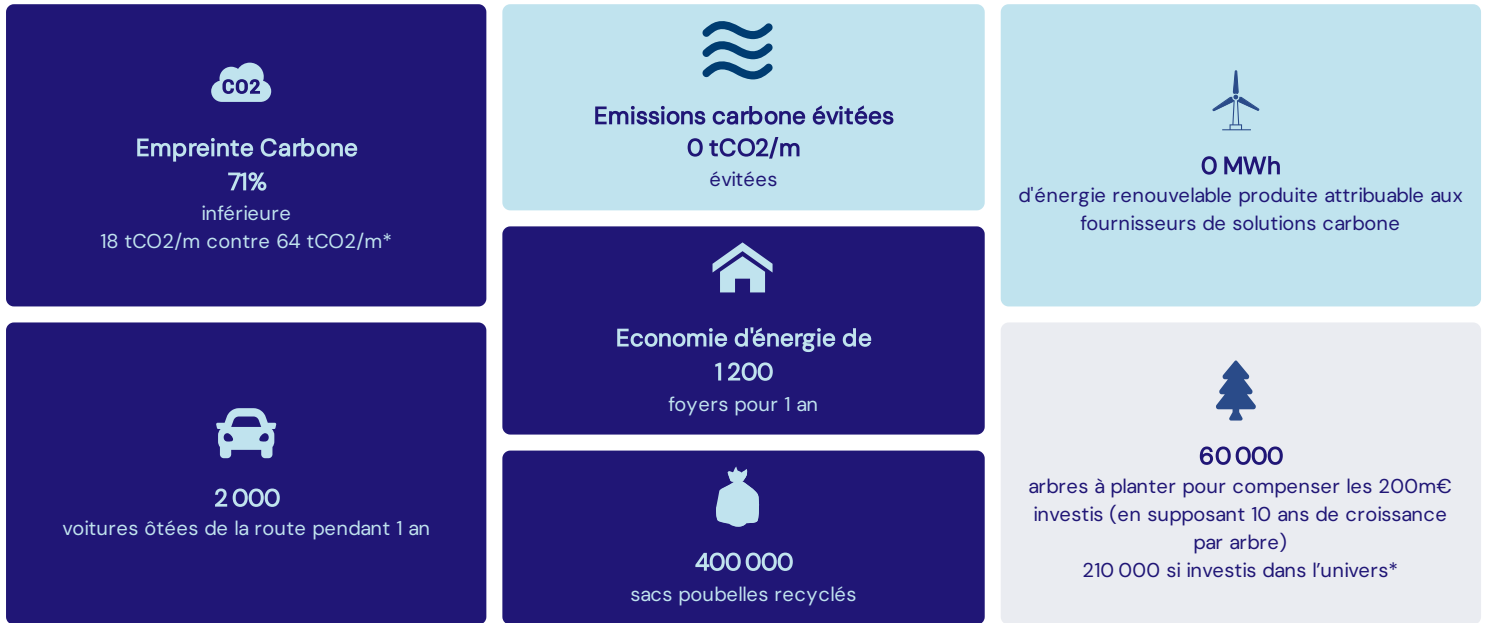 CO2
Empreinte Carbone
71%
inférieure
18 tCO2/m contre 64 tCO2/m*
2 000
voitures ôtées de la route pendant 1 an
Emissions carbone évitées
0 tCO2/m
évitées
Economie d'énergie de
1 200
foyers pour 1 an
400 000
sacs poubelles recyclés
0 MWh
d'énergie renouvelable produite attribuable aux
fournisseurs de solutions carbone
60 000
arbres à planter pour compenser les 200m€
investis (en supposant 10 ans de croissance
par arbre)
210 000 si investis dans l’univers*